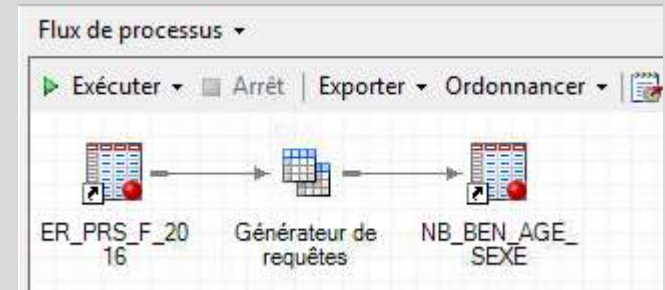 Flux de processus
Exécuter Arrêt Exporter Ordonnancer
ER_PRS_F_20 Générateur de NB_BEN_AGE_
16 requêtes SEXE